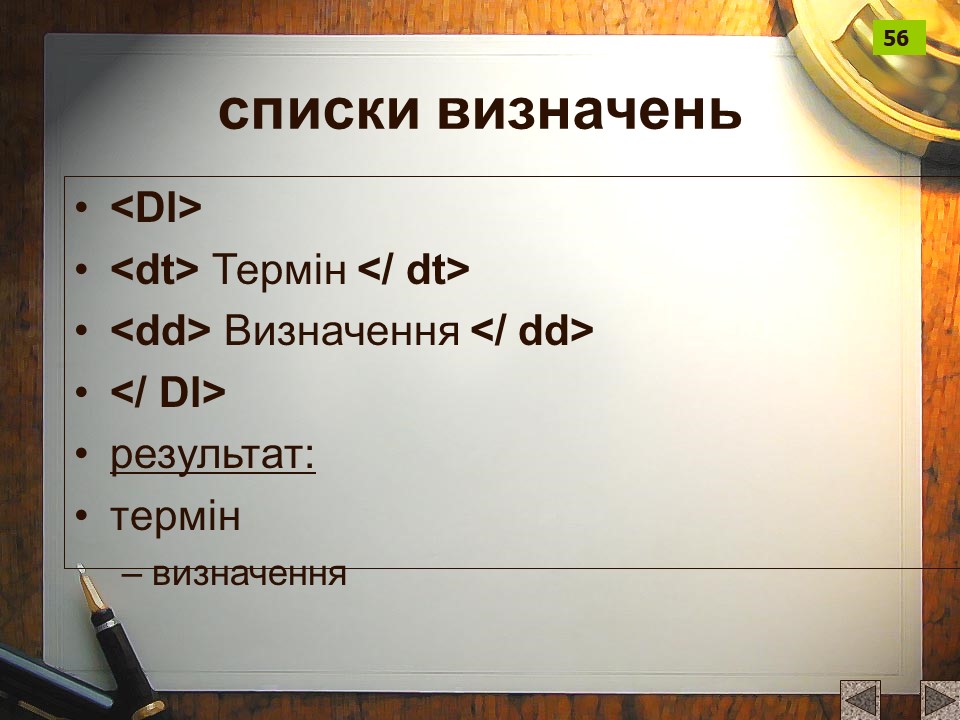 56
списки визначень
• <Dl>
• <dt> Термін </ dt>
• <dd> Визначення </ dd>
• </ Dl>
• результат:
• термін
– визначення